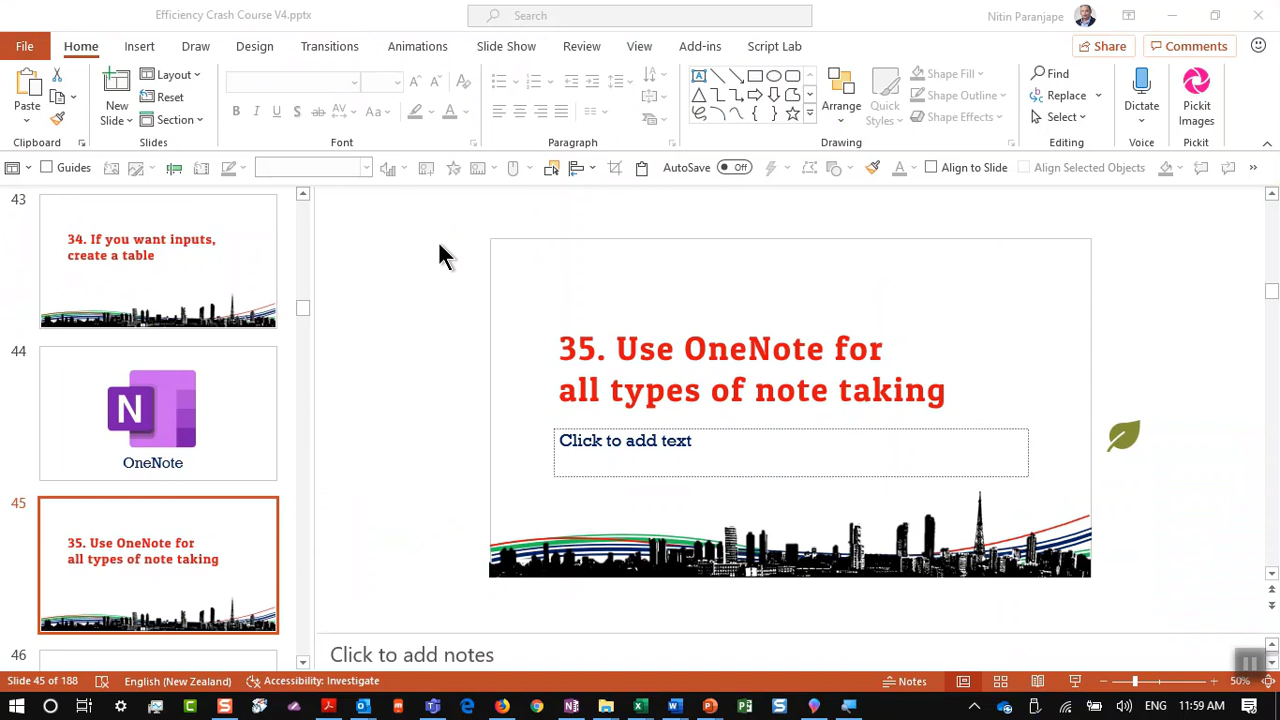 Efficiency Crash Course V4.pptx
Search
Nitin Paranjape
File
Home
Insert
Draw
Design
Transitions
Animations
Slide Show
Review
View
Add-ins
Script Lab
Share
Comments
Paste
Clipboard
New
Slide
Layout
Reset
Section
Slides
B I U S AV Aa A
Font
Paragraph
Arrange
Quick
Styles
Shape Fill
Shape Outline
Shape Effects
Drawing
Find
Replace
Select
Editing
Dictate
Voice
Pickit
Images
Pickit
Guides
AutoSave
Off
Align to Slide
Align Selected Objects
43
34. If you want inputs,
create a table
44
N
OneNote
45
35. Use OneNote for
all types of note taking
46
35. Use OneNote for
all types of note taking
Click to add text
Click to add notes
Slide 45 of 188
English (New Zealand)
Accessibility: Investigate
Notes
50%
ENG
11:59 AM